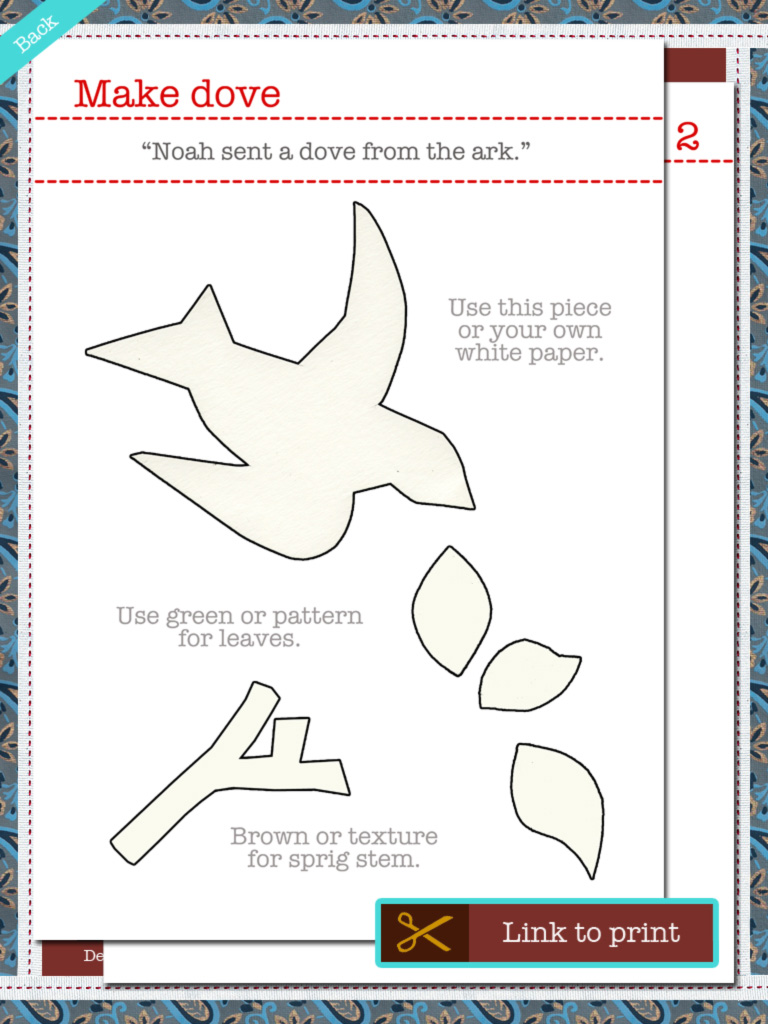 Back
Make dove
2
“Noah sent a dove from the ark.”
Use this piece
or your own
white paper.
Use green or pattern
for leaves.
Brown or texture
for sprig stem.
Link to print
De